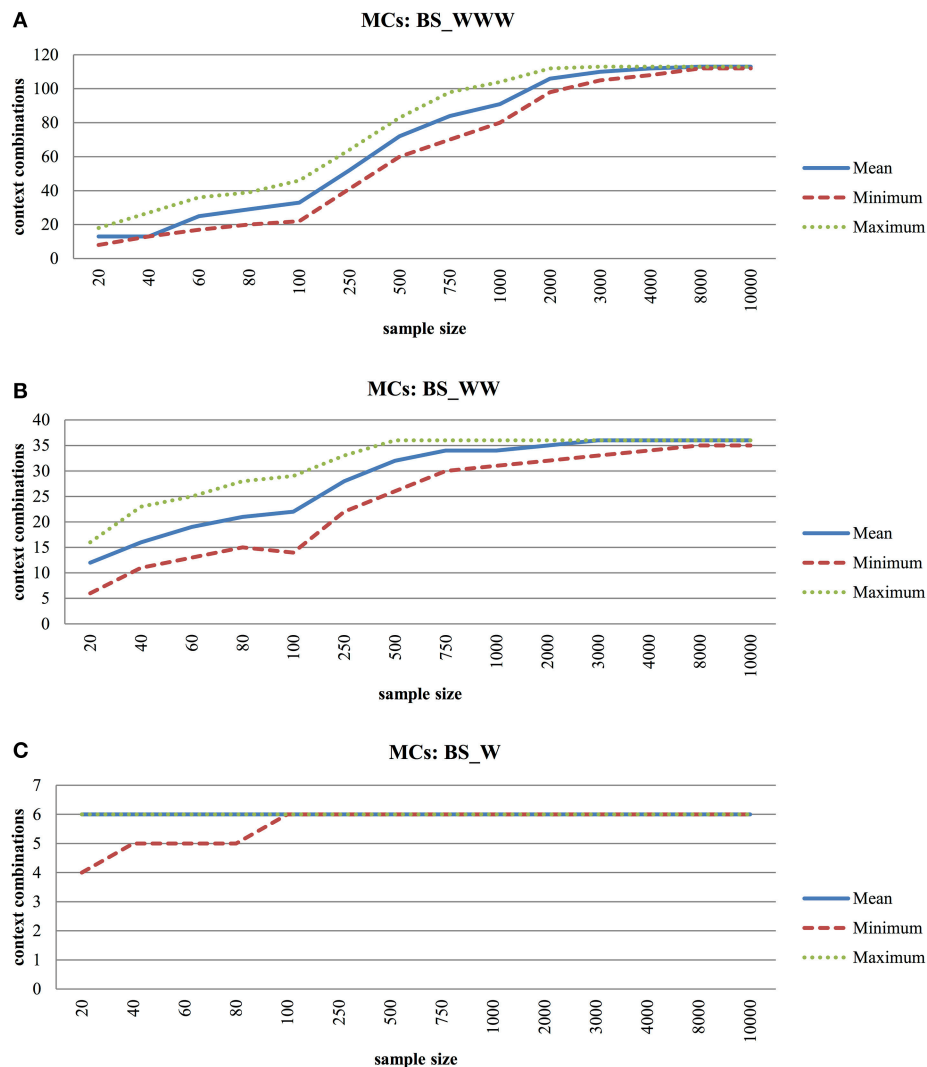 A
MCs: BS_WWW
120
100
80
60
40
20
0
context combinations
20 40 60 80 100 250 500 750 1000 2000 3000 4000 8000 10000
sample size
Mean
Minimum
Maximum
B
MCs: BS_WW
40
35
30
25
20
15
10
5
0
context combinations
20 40 60 80 100 250 500 750 1000 2000 3000 4000 8000 10000
sample size
Mean
Minimum
Maximum
C
MCs: BS_W
7
6
5
4
3
2
1
0
context combinations
20 40 60 80 100 250 500 750 1000 2000 3000 4000 8000 10000
sample size
Mean
Minimum
Maximum